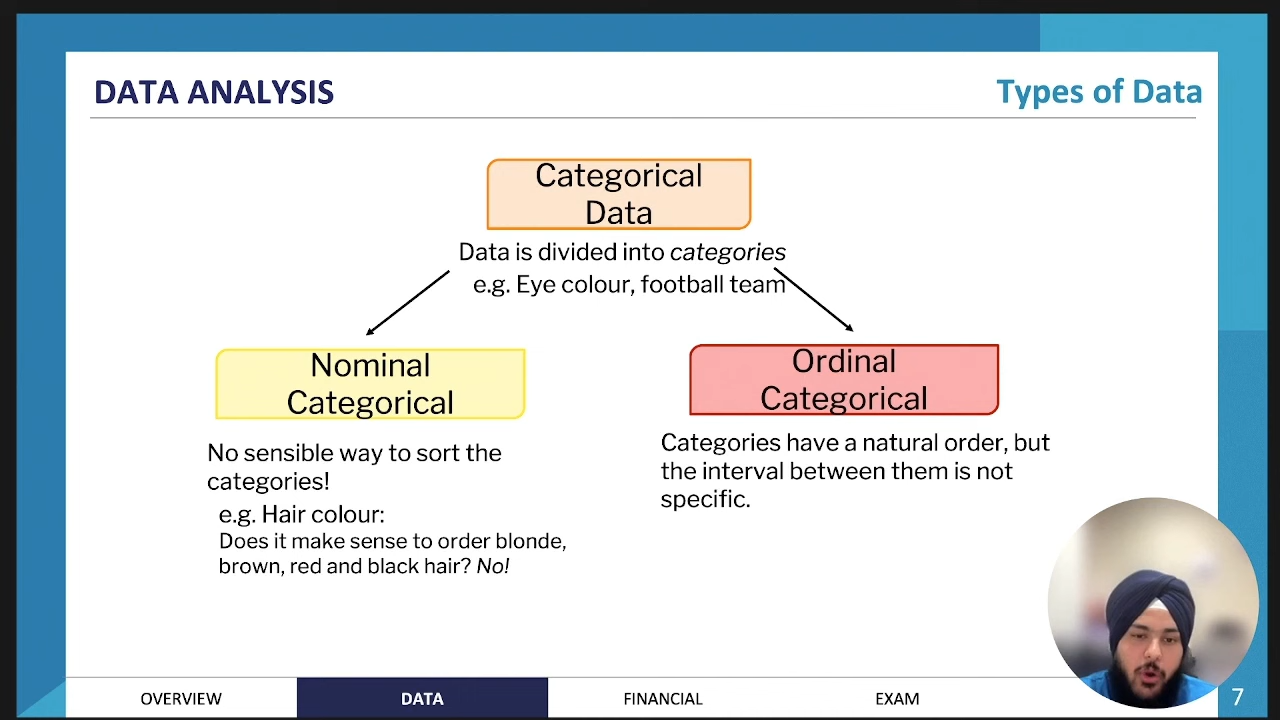 DATA ANALYSIS
Types of Data
Categorical
Data
Data is divided into categories
e.g. Eye colour, football team
Nominal
Categorical
No sensible way to sort the
categories!
e.g. Hair colour:
Does it make sense to order blonde,
brown, red and black hair? No!
Ordinal
Categorical
Categories have a natural order, but
the interval between them is not
specific.
OVERVIEW
DATA
FINANCIAL
EXAM
7